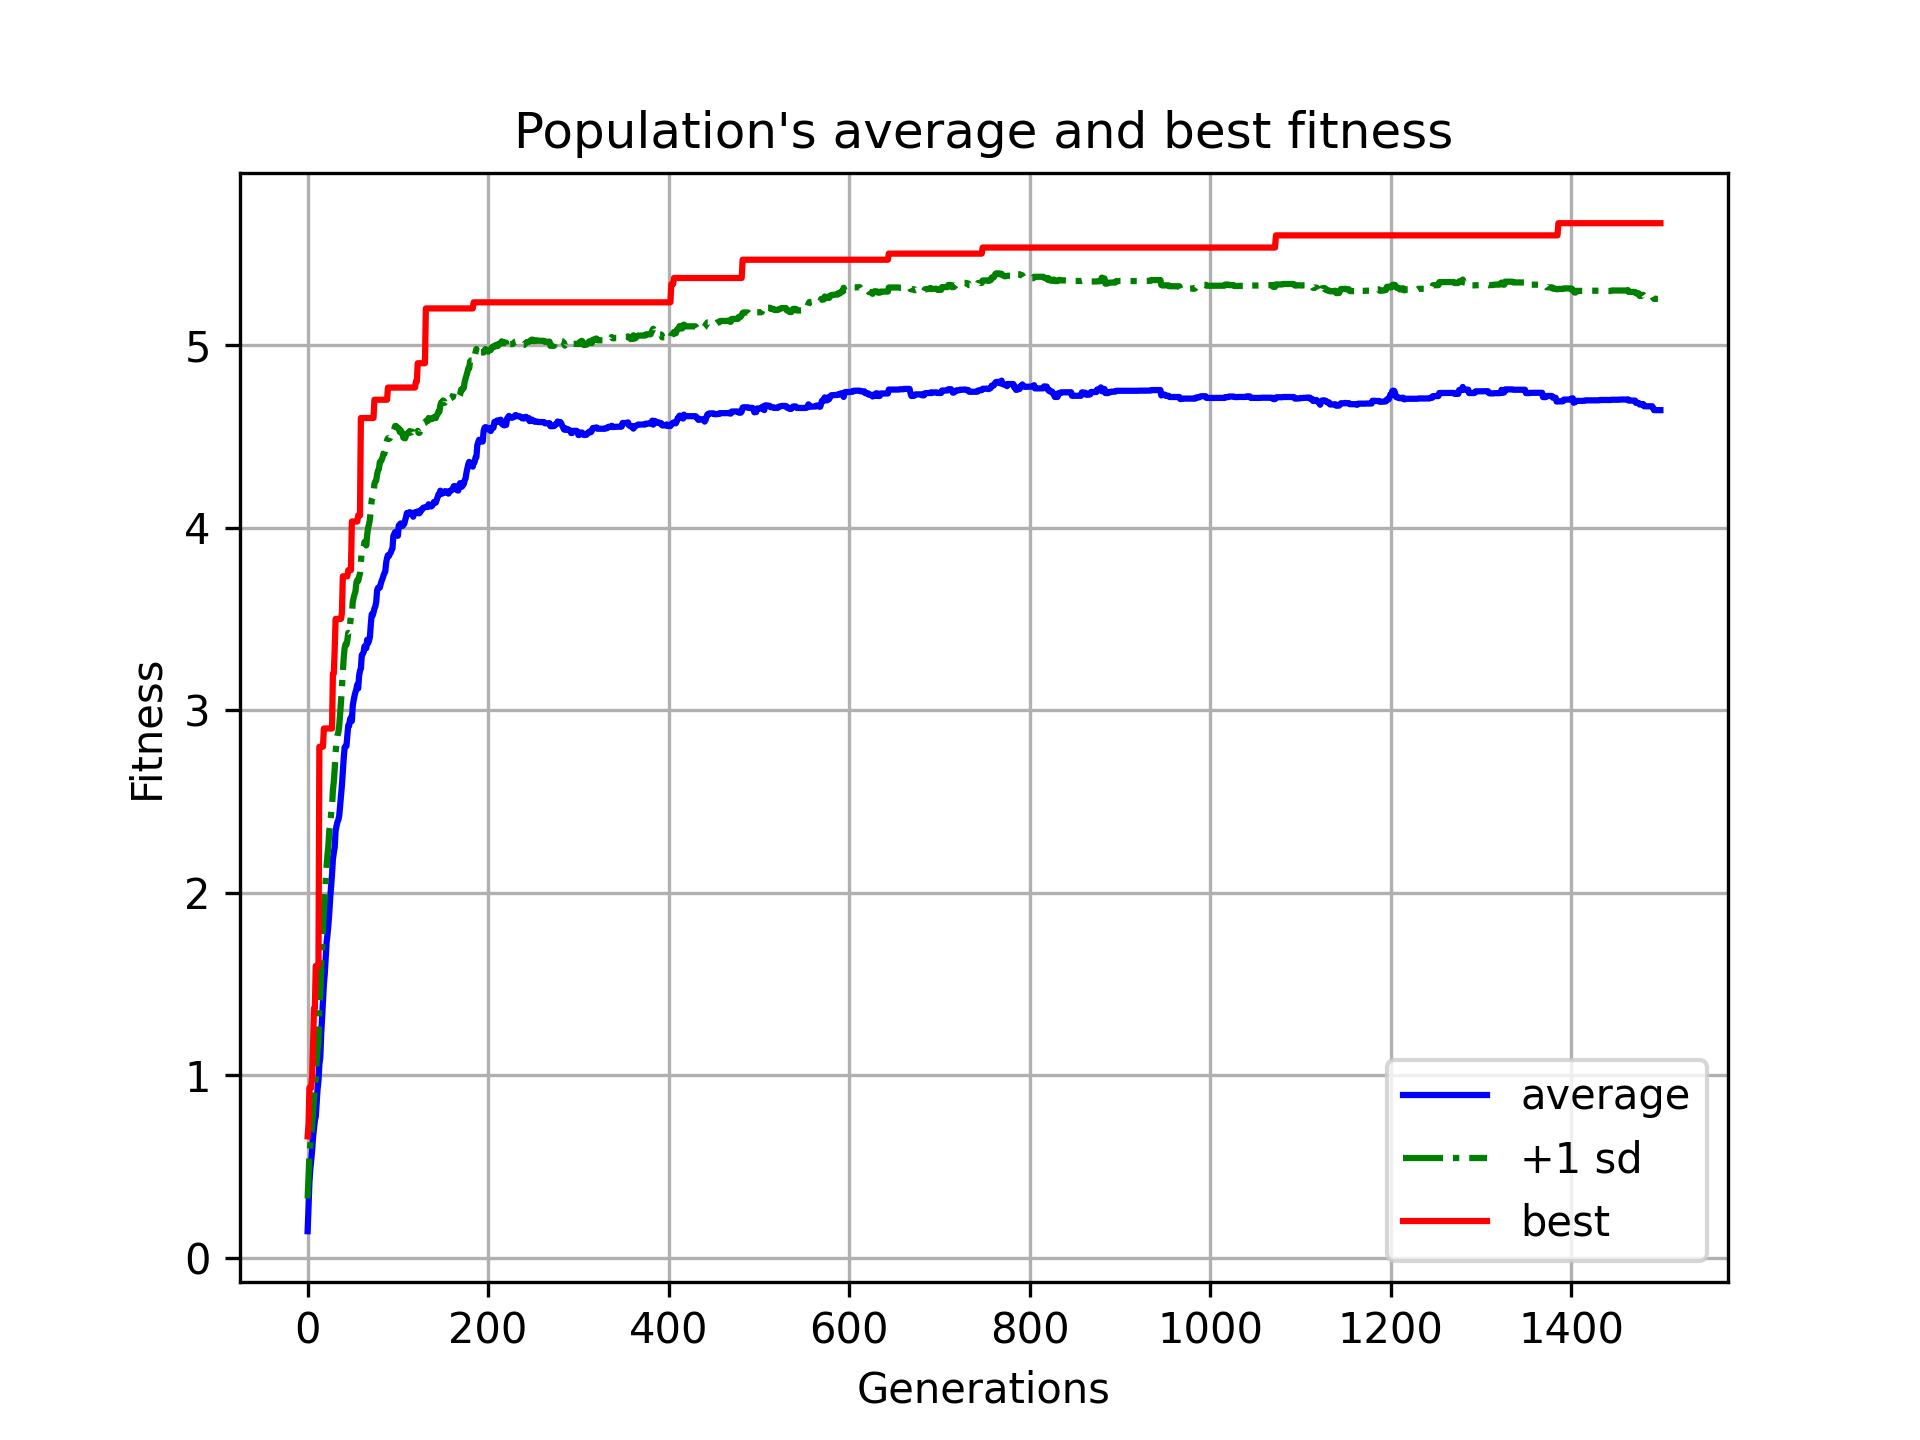 Population's average and best fitness
Fitness
5
4
3
2
1
0
0 200 400 600 800 1000 1200 1400
Generations
average
+1 sd
best